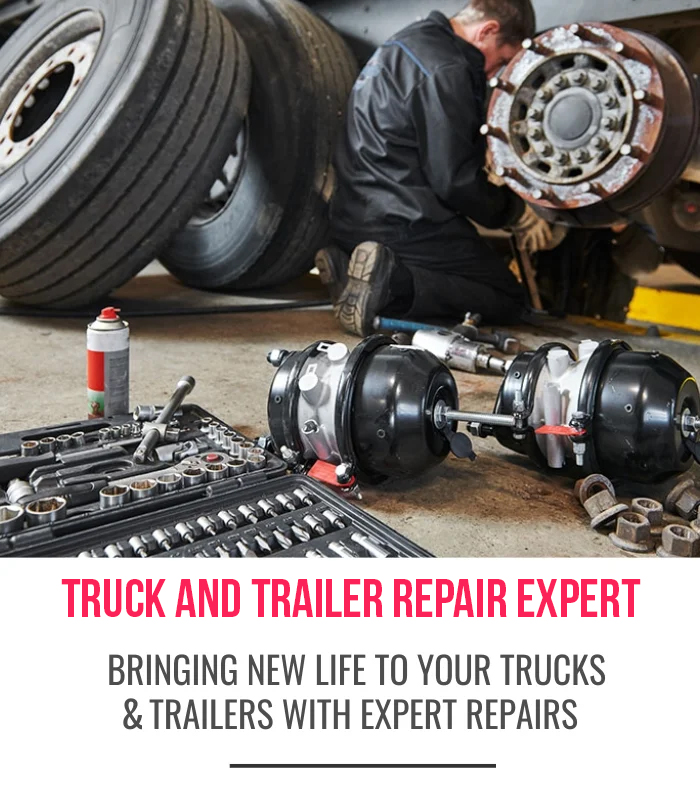 TRUCK AND TRAILER REPAIR EXPERT
BRINGING NEW LIFE TO YOUR TRUCKS
& TRAILERS WITH EXPERT REPAIRS